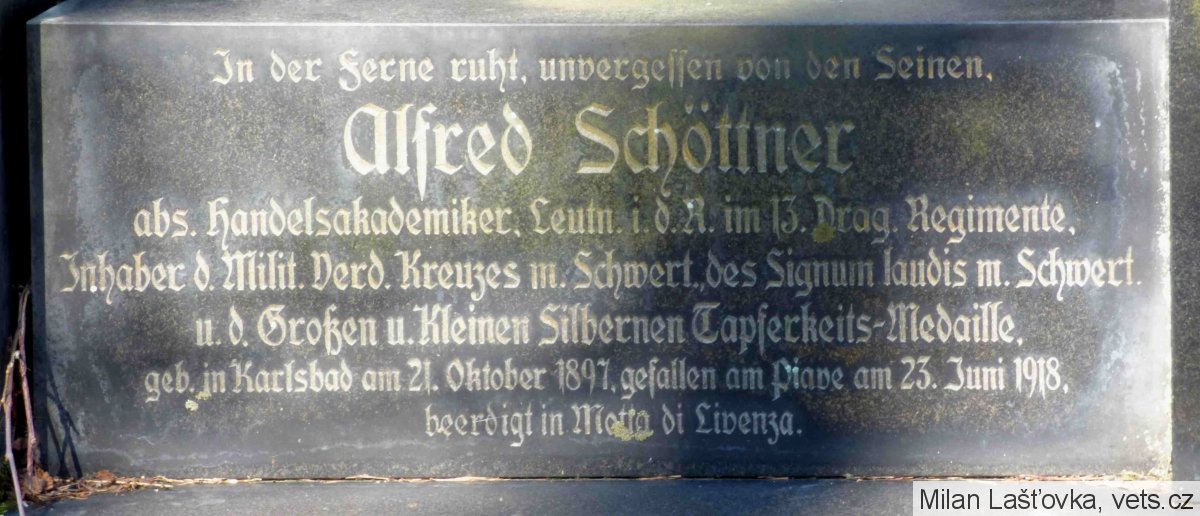 In der Ferne ruht, unvergessen von den Seinen,
Alfred Schöttner
abs. Handelsakademiker, Leutn. i. d. R. im 13. Drag. Regimente,
Inhaber d. Milit. Verd. Kreuzes m. Schwert., des Signum laudis m. Schwert.
u. d. Großen u. Kleinen Silbernen Tapferkeits-Medaille,
geb. in Karlsbad am 21. Oktober 1897, gefallen am Piave am 23. Juni 1918,
beerdigt in Motta di Livenza.
Milan Lašťovka, vets.cz